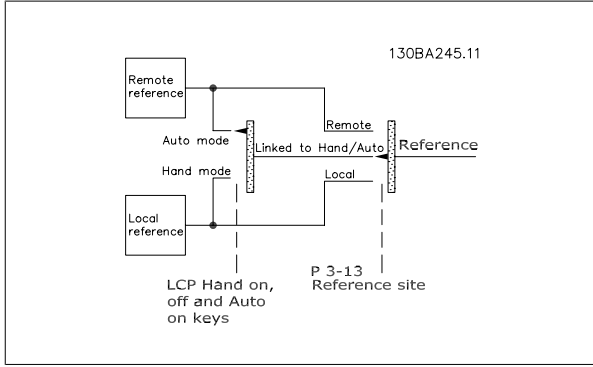 130BA245.11
Remote
reference
Remote
Auto mode
Linked to Hand/Auto
Reference
Hand mode
Local
Local
reference
LCP Hand on,
off and Auto
on keys
P 3-13
Reference site